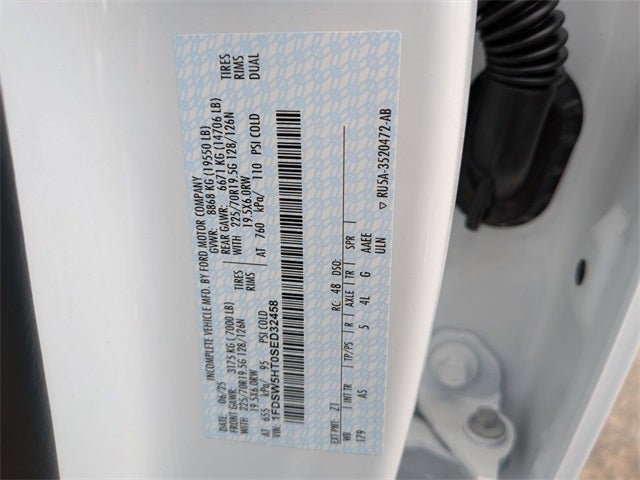 INCOMPLETE VEHICLE MFD. BY FORD MOTOR COMPANY
DATE: 06/25 GVWR: 8868 KG (19550 LB)
FRONT GAWR: 3175 KG (7000 LB) REAR GAWR: 6671 KG (14706 LB)
WITH 225/70R19.5G 128/126N TIRES WITH 225/70R19.5G 128/126N TIRES
19.5X6.0RW RIMS 19.5X6.0RW RIMS
AT 655 kPa/ 95 PSI COLD AT 760 kPa/ 110 PSI COLD DUAL
VIN: 1FDSW5HT0SED32458
EXT PNT: Z1 RC: 48 DSO:
WB INT TR TP/PS R AXLE TR SPR
179 AS 5 4L G AAEE
ULN
▽ RU5A-3520472-AB